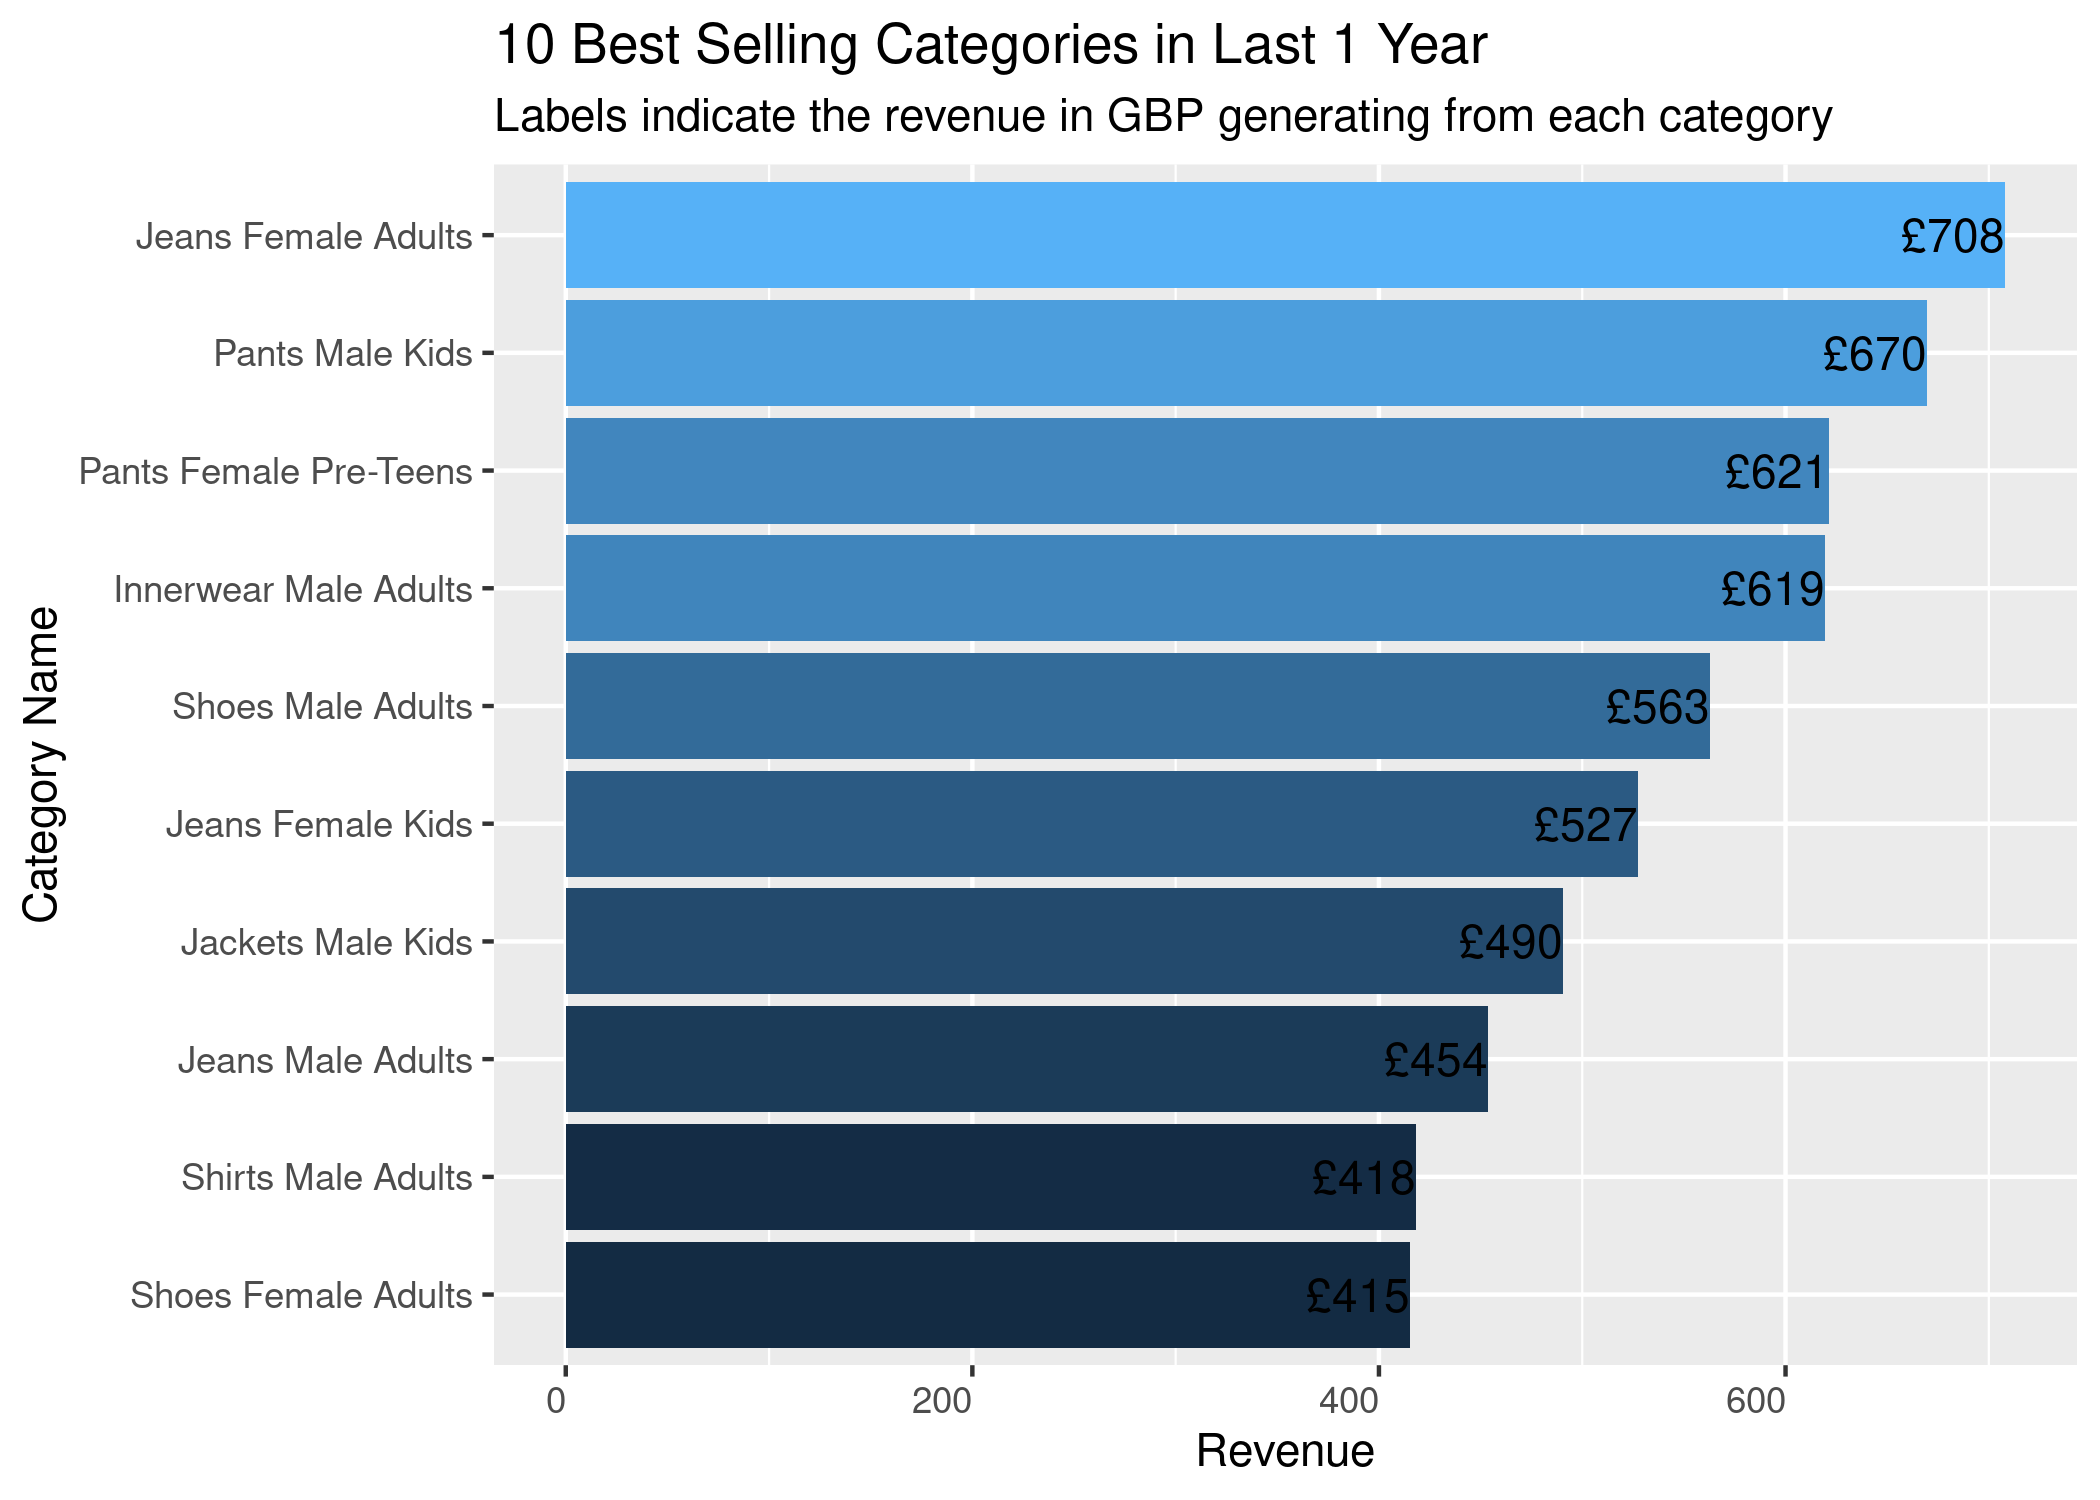 10 Best Selling Categories in Last 1 Year
Labels indicate the revenue in GBP generating from each category
Category Name
Jeans Female Adults £708
Pants Male Kids £670
Pants Female Pre-Teens £621
Innerwear Male Adults £619
Shoes Male Adults £563
Jeans Female Kids £527
Jackets Male Kids £490
Jeans Male Adults £454
Shirts Male Adults £418
Shoes Female Adults £415
0 200 400 600
Revenue